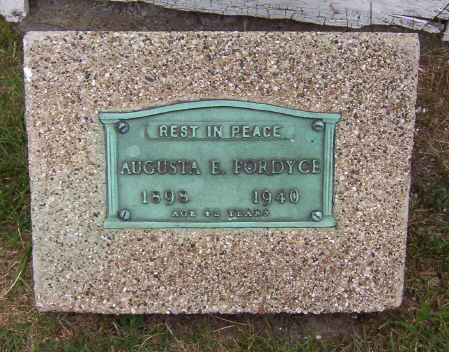 REST IN PEACE
AUGUSTA E. FORDYCE
1898 1940
AGE 42 YEARS